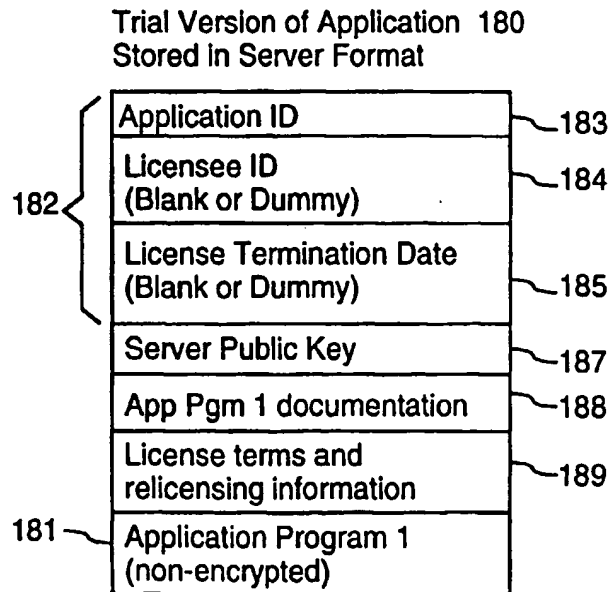 Trial Version of Application 180
Stored in Server Format
Application ID
183
Licensee ID
(Blank or Dummy)
184
182
License Termination Date
(Blank or Dummy)
185
Server Public Key
187
App Pgm 1 documentation
188
License terms and
relicensing information
189
181
Application Program 1
(non-encrypted)